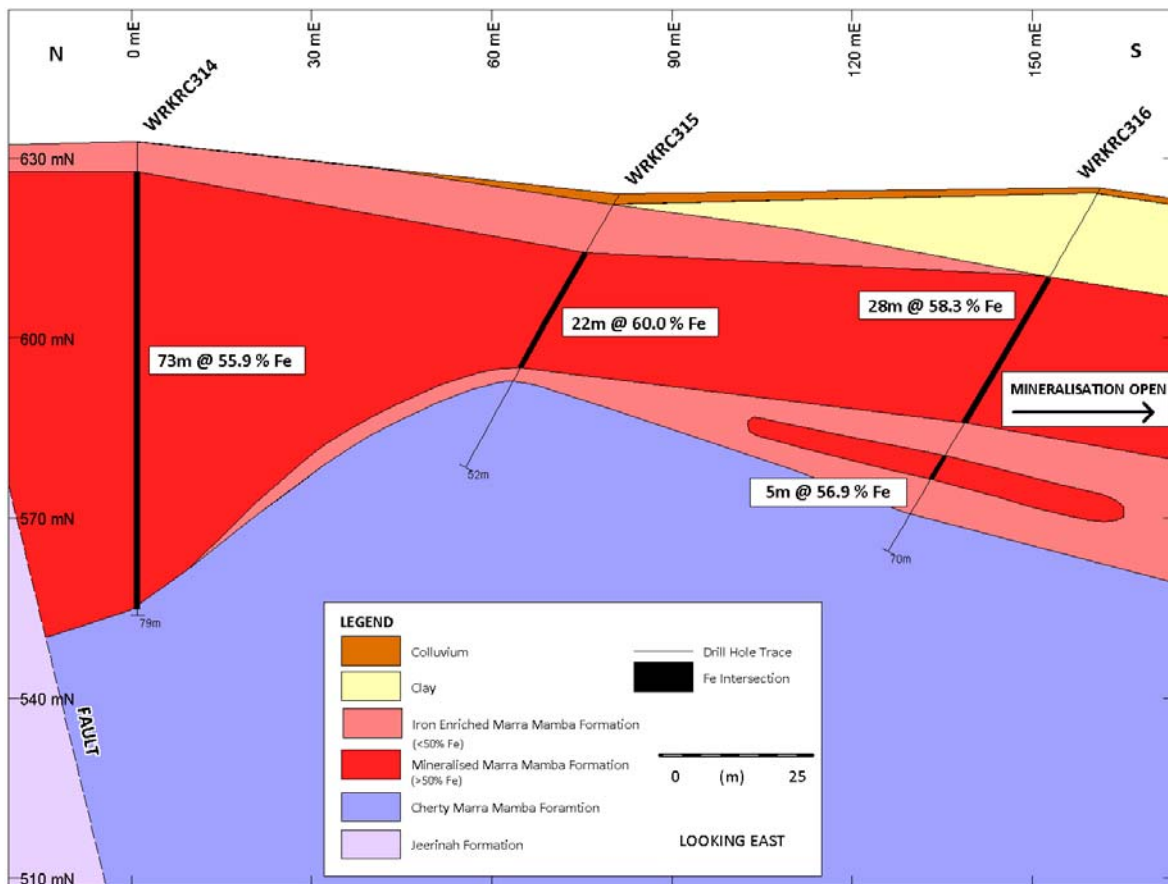 0 mE
30 mE
60 mE
90 mE
120 mE
150 mE
N
S
WRKRC314
WRKRC315
WRKRC316
630 mN
600 mN
570 mN
540 mN
510 mN
73m @ 55.9 % Fe
22m @ 60.0 % Fe
28m @ 58.3 % Fe
MINERALISATION OPEN
5m @ 56.9 % Fe
52m
70m
79m
FAULT
LEGEND
Colluvium
Clay
Iron Enriched Marra Mamba Formation
(<50% Fe)
Mineralised Marra Mamba Formation
(>50% Fe)
Cherty Marra Mamba Foramtion
Jeerinah Formation
Drill Hole Trace
Fe Intersection
0 (m) 25
LOOKING EAST